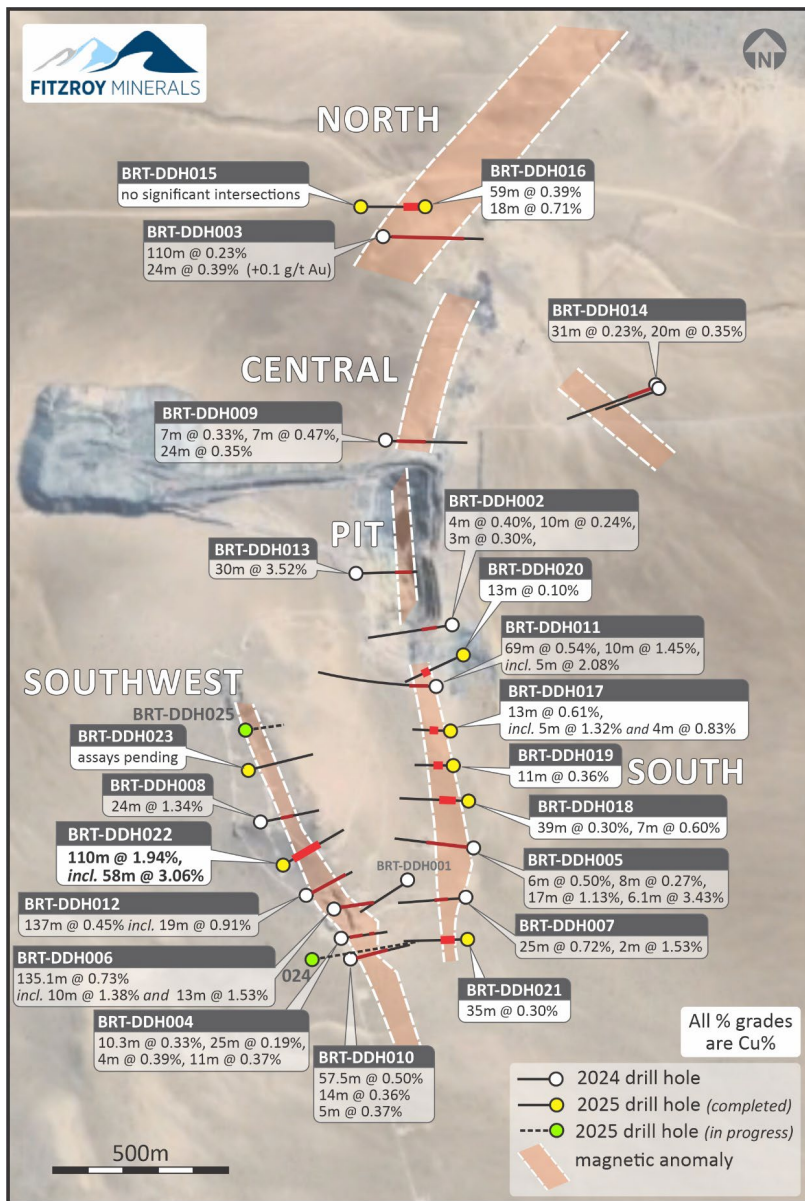 FITZROY MINERALS
N
NORTH
BRT-DDH015
no significant intersections
BRT-DDH016
59m @ 0.39%
18m @ 0.71%
BRT-DDH003
110m @ 0.23%
24m @ 0.39% (+0.1 g/t Au)
BRT-DDH014
31m @ 0.23%, 20m @ 0.35%
CENTRAL
BRT-DDH009
7m @ 0.33%, 7m @ 0.47%,
24m @ 0.35%
BRT-DDH002
4m @ 0.40%, 10m @ 0.24%,
3m @ 0.30%,
PIT
BRT-DDH013
30m @ 3.52%
BRT-DDH020
13m @ 0.10%
BRT-DDH011
69m @ 0.54%, 10m @ 1.45%,
incl. 5m @ 2.08%
SOUTHWEST
BRT-DDH025
BRT-DDH017
13m @ 0.61%,
incl. 5m @ 1.32% and 4m @ 0.83%
BRT-DDH023
assays pending
BRT-DDH019
11m @ 0.36%
SOUTH
BRT-DDH008
24m @ 1.34%
BRT-DDH018
39m @ 0.30%, 7m @ 0.60%
BRT-DDH022
110m @ 1.94%,
incl. 58m @ 3.06%
BRT-DDH001
BRT-DDH005
6m @ 0.50%, 8m @ 0.27%,
17m @ 1.13%, 6.1m @ 3.43%
BRT-DDH012
137m @ 0.45% incl. 19m @ 0.91%
BRT-DDH007
25m @ 0.72%, 2m @ 1.53%
BRT-DDH006
135.1m @ 0.73%
incl. 10m @ 1.38% and 13m @ 1.53%
024
BRT-DDH021
35m @ 0.30%
BRT-DDH004
10.3m @ 0.33%, 25m @ 0.19%,
4m @ 0.39%, 11m @ 0.37%
BRT-DDH010
57.5m @ 0.50%
14m @ 0.36%
5m @ 0.37%
All % grades
are Cu%
2024 drill hole
2025 drill hole (completed)
2025 drill hole (in progress)
magnetic anomaly
500m